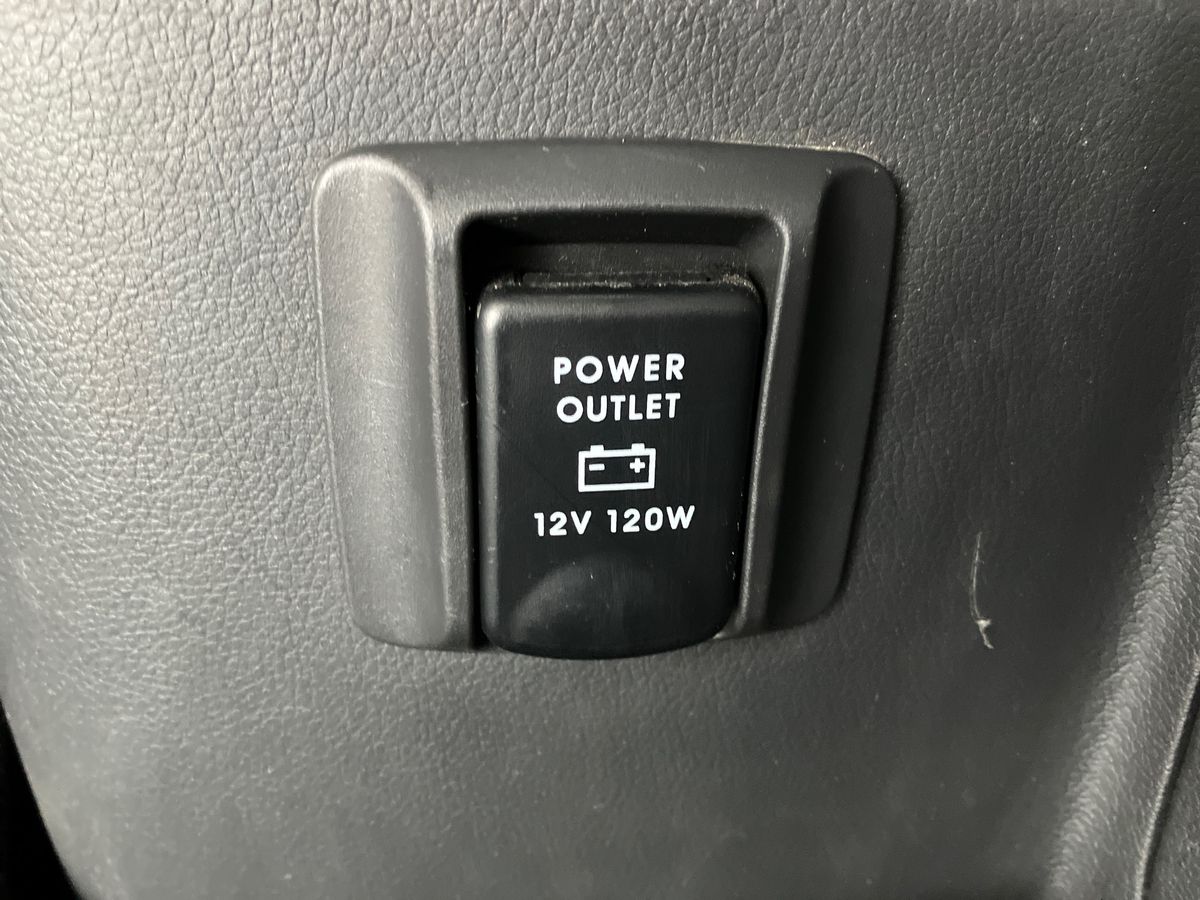 POWER
OUTLET
- +
12V 120W